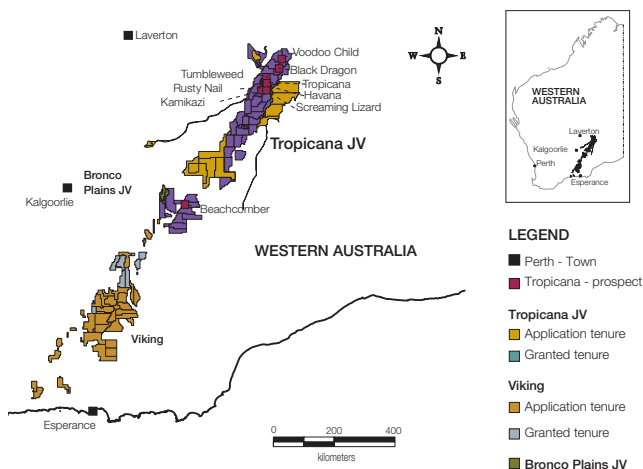 Laverton
Voodoo Child
Black Dragon
Tumbleweed
Tropicana
Rusty Nail
Havana
Kamikazi
Screaming Lizard
Tropicana JV
Bronco
Plains JV
Kalgoorlie
Beachcomber
WESTERN AUSTRALIA
Viking
Esperance
0 200 400
kilometers
N
W E
S
WESTERN
AUSTRALIA
Laverton
Kalgoorlie
Perth
Esperance
LEGEND
Perth - Town
Tropicana - prospect
Tropicana JV
Application tenure
Granted tenure
Viking
Application tenure
Granted tenure
Bronco Plains JV